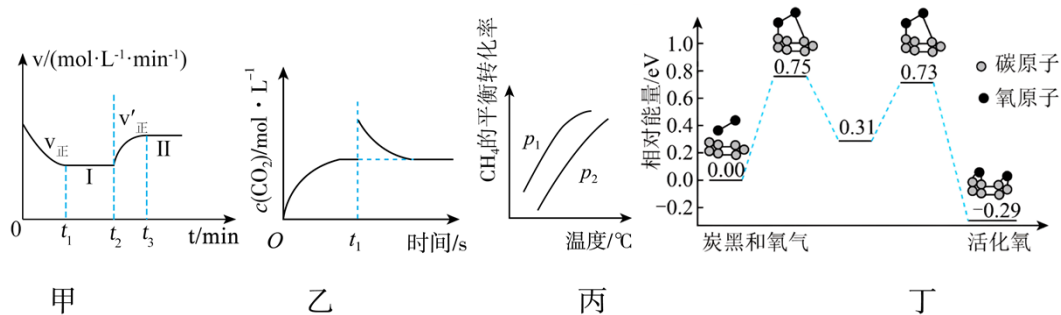 v/(mol·L⁻¹·min⁻¹)
v正
v′正
I
II
0
t₁
t₂
t₃
t/min
甲
c(CO₂)/mol·L⁻¹
O
t₁
时间/s
乙
CH₄的平衡转化率
p₁
p₂
温度/℃
丙
相对能量/eV
1.0
0.8
0.6
0.4
0.2
0.0
−0.2
0.00
0.75
0.31
0.73
−0.29
碳原子
氧原子
炭黑和氧气
活化氧
丁